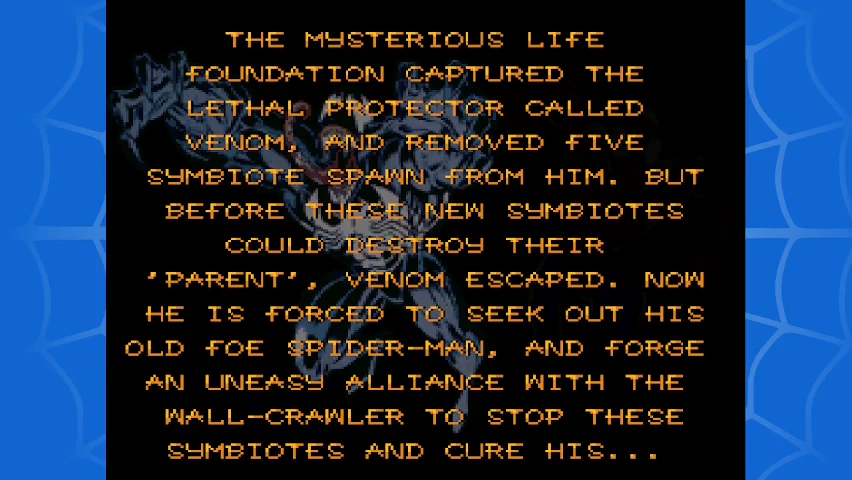 THE MYSTERIOUS LIFE
FOUNDATION CAPTURED THE
LETHAL PROTECTOR CALLED
VENOM, AND REMOVED FIVE
SYMBIOTE SPAWN FROM HIM. BUT
BEFORE THESE NEW SYMBIOTES
COULD DESTROY THEIR
'PARENT', VENOM ESCAPED. NOW
HE IS FORCED TO SEEK OUT HIS
OLD FOE SPIDER-MAN, AND FORGE
AN UNEASY ALLIANCE WITH THE
WALL-CRAWLER TO STOP THESE
SYMBIOTES AND CURE HIS...